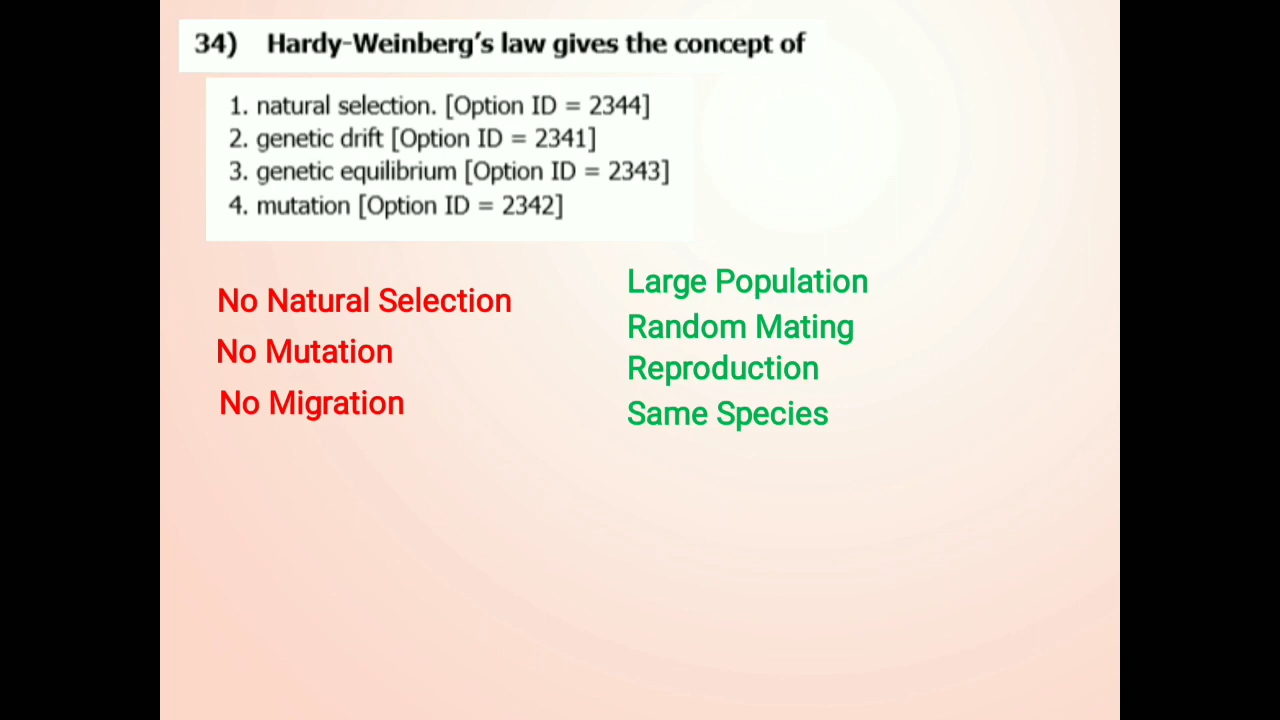 34) Hardy-Weinberg's law gives the concept of
1. natural selection. [Option ID = 2344]
2. genetic drift [Option ID = 2341]
3. genetic equilibrium [Option ID = 2343]
4. mutation [Option ID = 2342]
No Natural Selection
No Mutation
No Migration
Large Population
Random Mating
Reproduction
Same Species